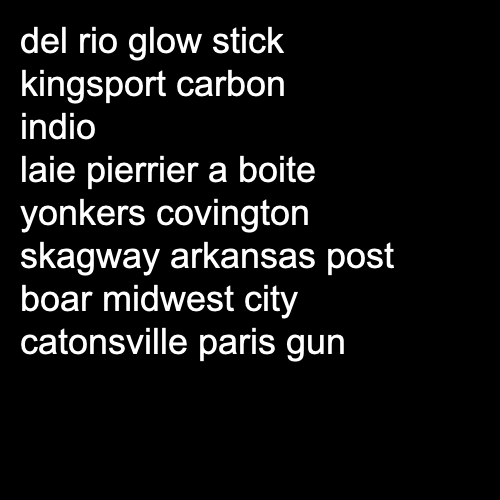 del rio glow stick
kingsport carbon
indio
laie pierrier a boite
yonkers covington
skagway arkansas post
boar midwest city
catonsville paris gun